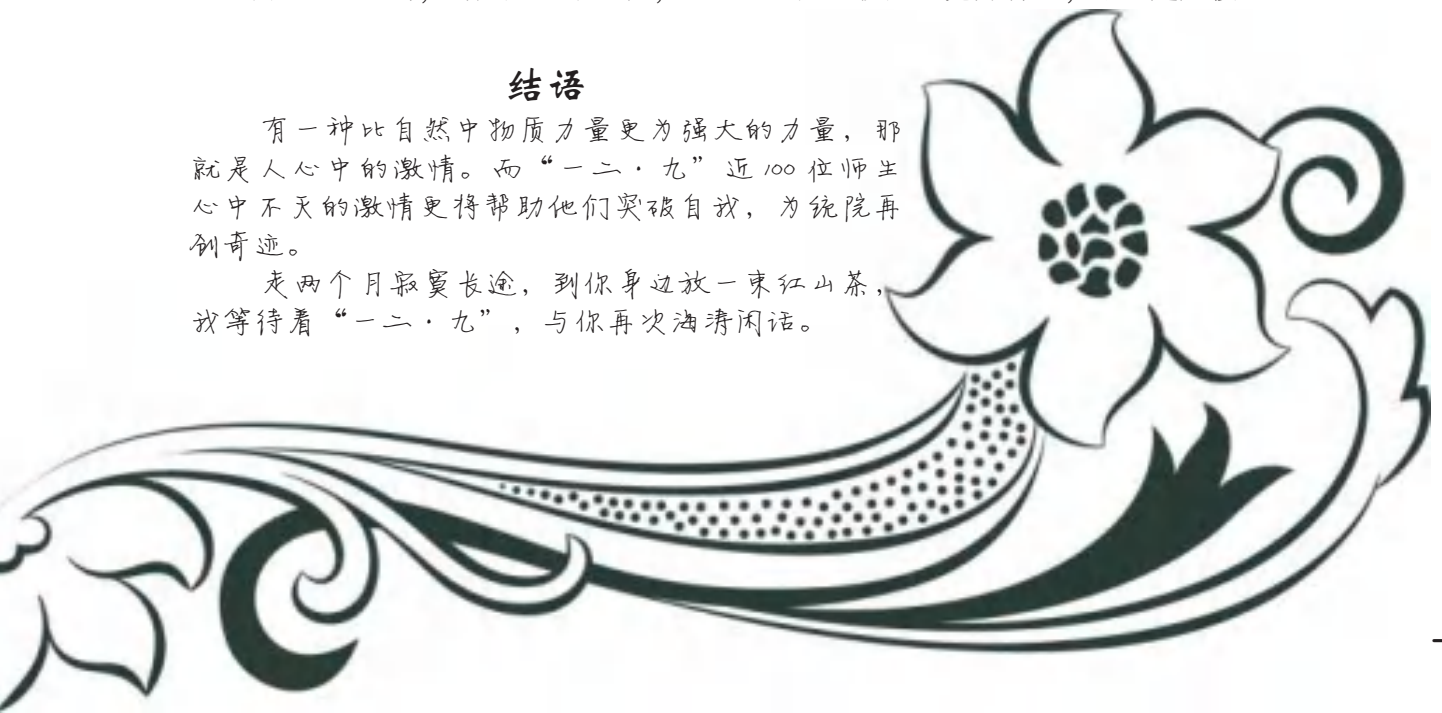 结语
有一种比自然中物质力量更为强大的力量，那
就是人心中的激情。而“一二·九”近100位师生
心中不灭的激情更将帮助他们突破自我，为统院再
创奇迹。
走两个月寂寞长途，到你身边放一束红山茶，
我等待着“一二·九”，与你再次海涛闲话。